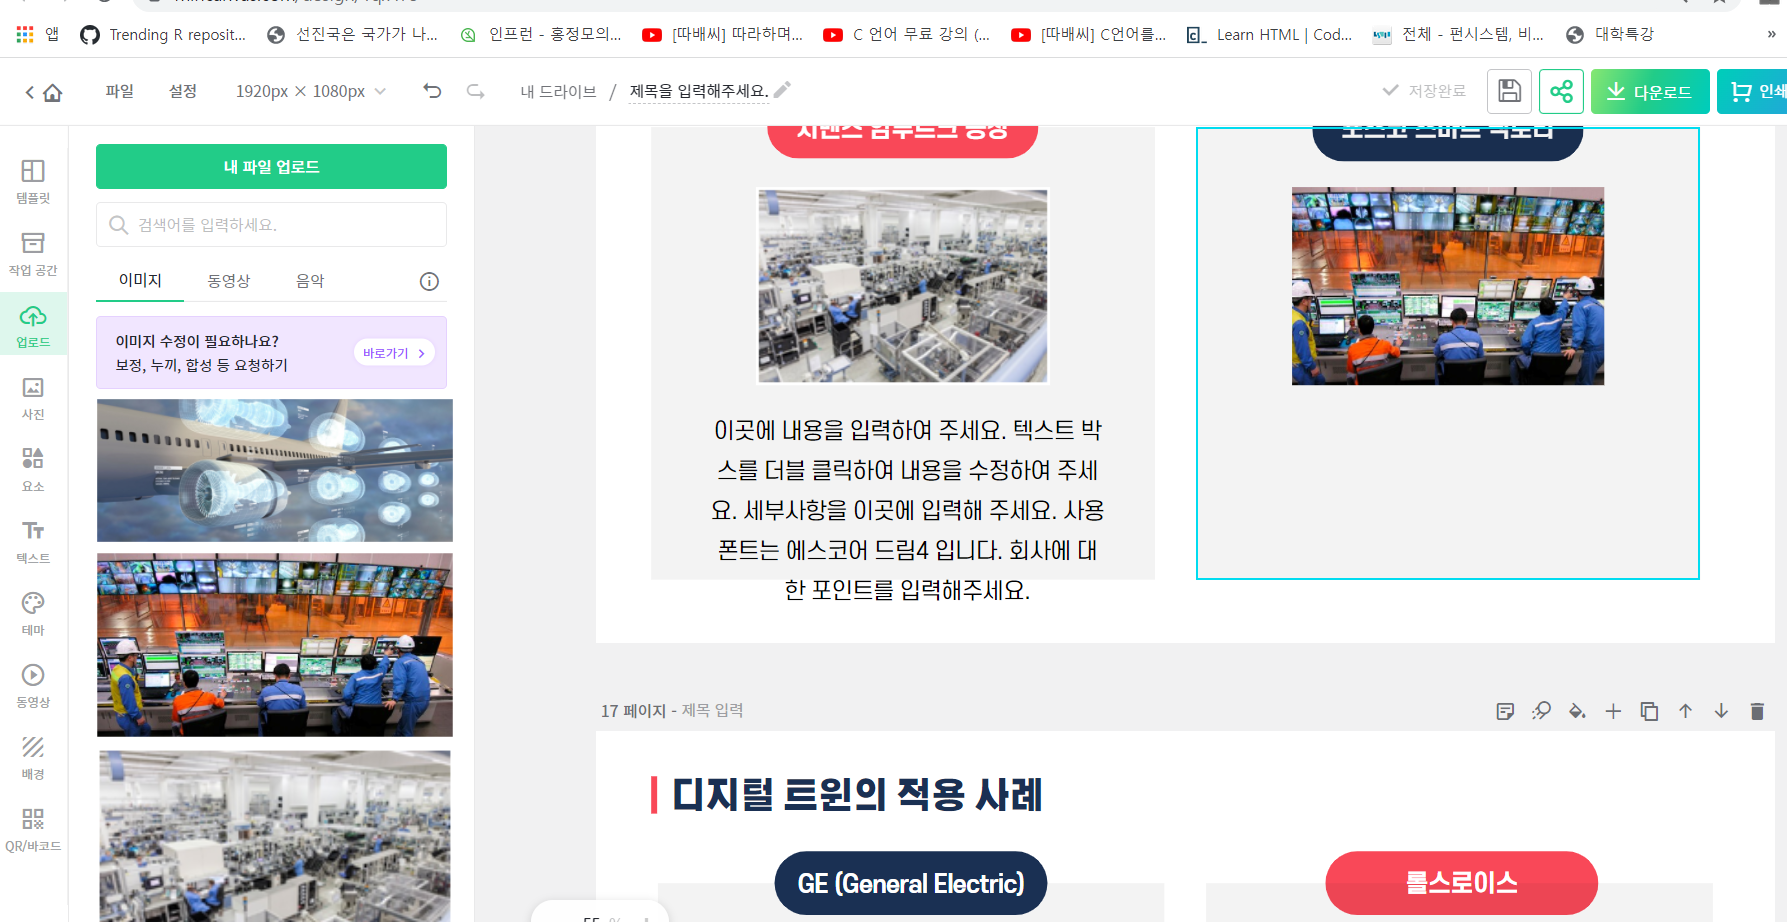 앱
Trending R reposit...
선진국은 국가가 나...
인프런 - 홍정모의...
[따배씨] 따라하며...
C 언어 무료 강의 (...
[따배씨] C언어를...
Learn HTML | Cod...
전체 - 펀시스템, 비...
대학특강
»
파일
설정
1920px × 1080px
내 드라이브 / 제목을 입력해주세요.
저장완료
다운로드
인쇄
템플릿
작업 공간
업로드
사진
요소
텍스트
테마
동영상
배경
QR/바코드
내 파일 업로드
검색어를 입력하세요.
이미지
동영상
음악
이미지 수정이 필요하나요?
보정, 누끼, 합성 등 요청하기
바로가기
이곳에 내용을 입력하여 주세요. 텍스트 박
스를 더블 클릭하여 내용을 수정하여 주세
요. 세부사항을 이곳에 입력해 주세요. 사용
폰트는 에스코어 드림4 입니다. 회사에 대
한 포인트를 입력해주세요.
17 페이지 - 제목 입력
디지털 트윈의 적용 사례
GE (General Electric)
롤스로이스